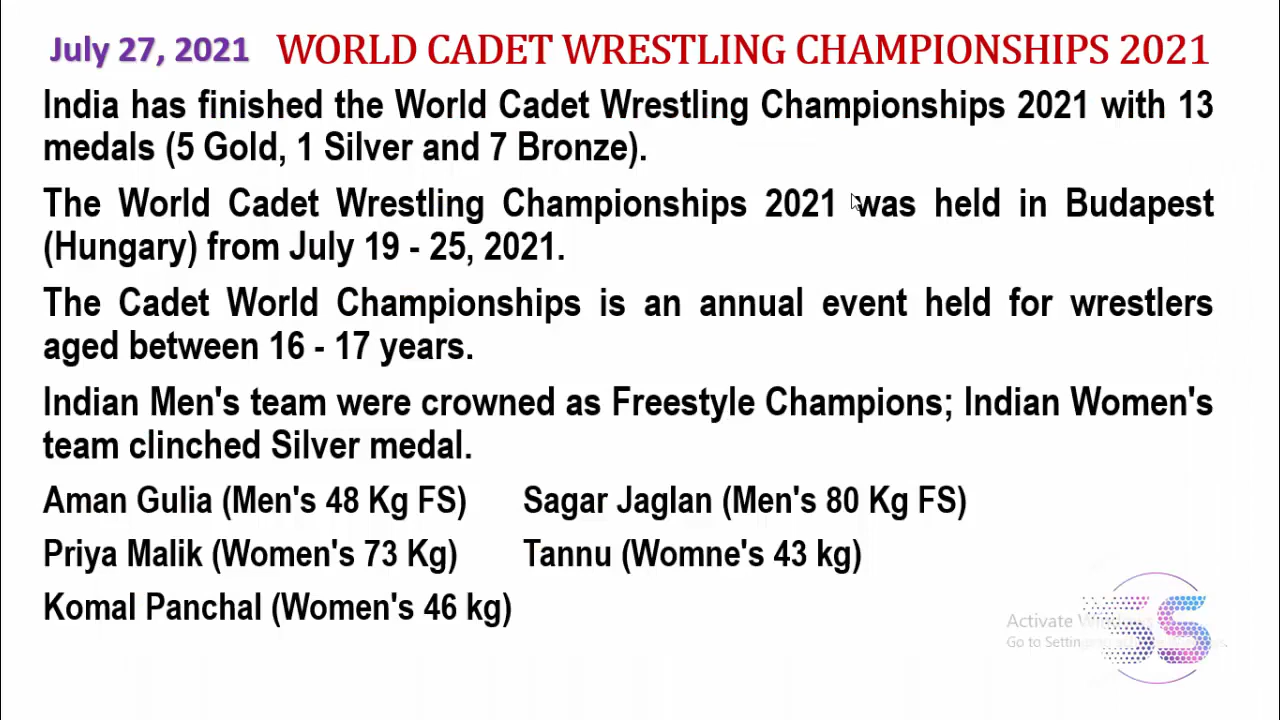 July 27, 2021 WORLD CADET WRESTLING CHAMPIONSHIPS 2021
India has finished the World Cadet Wrestling Championships 2021 with 13
medals (5 Gold, 1 Silver and 7 Bronze).
The World Cadet Wrestling Championships 2021 was held in Budapest
(Hungary) from July 19 - 25, 2021.
The Cadet World Championships is an annual event held for wrestlers
aged between 16 - 17 years.
Indian Men's team were crowned as Freestyle Champions; Indian Women's
team clinched Silver medal.
Aman Gulia (Men's 48 Kg FS) Sagar Jaglan (Men's 80 Kg FS)
Priya Malik (Women's 73 Kg) Tannu (Womne's 43 kg)
Komal Panchal (Women's 46 kg)
Activate
Go to